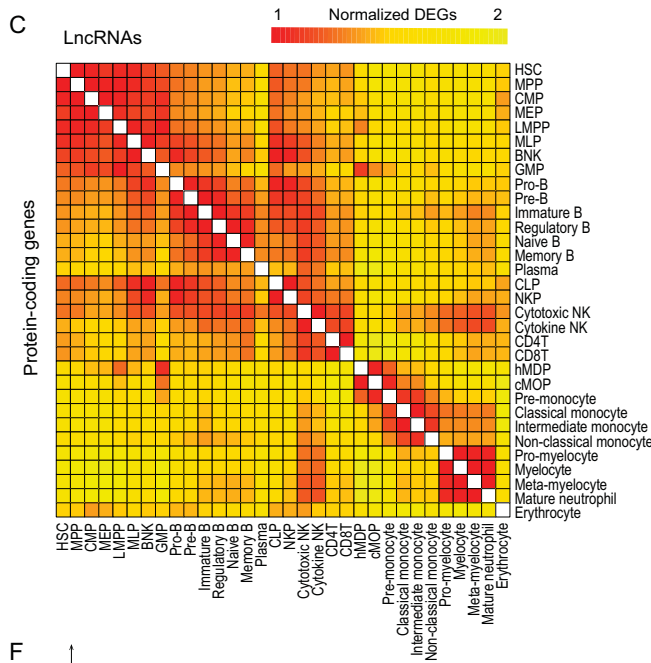 C
LncRNAs
1 Normalized DEGs 2
Protein-coding genes
HSC
MPP
CMP
MEP
LMPP
MLP
BNK
GMP
Pro-B
Pre-B
Immature B
Regulatory B
Naive B
Memory B
Plasma
CLP
NKP
Cytotoxic NK
Cytokine NK
CD4T
CD8T
hMDP
cMOP
Pre-monocyte
Classical monocyte
Intermediate monocyte
Non-classical monocyte
Pro-myelocyte
Myelocyte
Meta-myelocyte
Mature neutrophil
Erythrocyte
HSC
MPP
CMP
MEP
LMPP
MLP
BNK
GMP
Pro-B
Pre-B
Immature B
Regulatory B
Naive B
Memory B
Plasma
CLP
NKP
Cytotoxic NK
Cytokine NK
CD4T
CD8T
hMDP
cMOP
Pre-monocyte
Classical monocyte
Intermediate monocyte
Non-classical monocyte
Pro-myelocyte
Myelocyte
Meta-myelocyte
Mature neutrophil
Erythrocyte
F